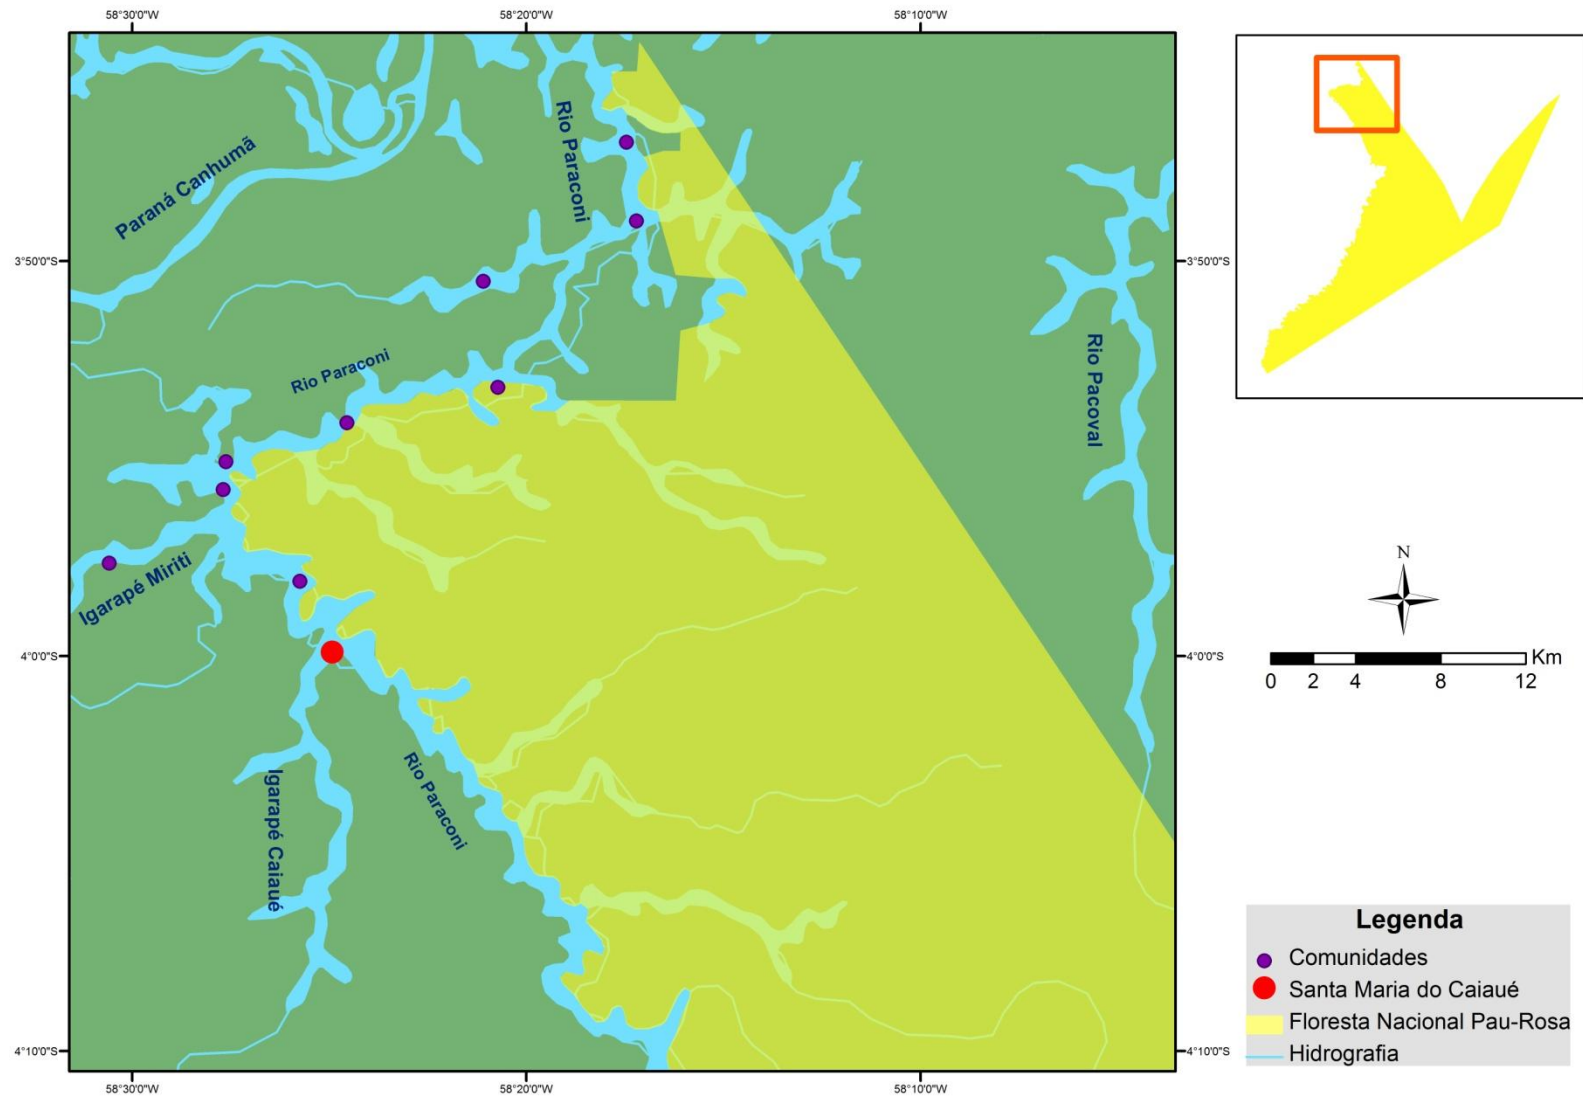 58°30'0"W
58°20'0"W
58°10'0"W
Paraná Canhumã
Rio Paraconi
3°50'0"S
3°50'0"S
Rio Paraconi
Rio Pacoval
Igarapé Miriti
N
4°0'0"S
4°0'0"S
Km
0 2 4 8 12
Igarapé Caiaué
Rio Paraconi
Legenda
Comunidades
Santa Maria do Caiaué
Floresta Nacional Pau-Rosa
Hidrografia
4°10'0"S
4°10'0"S
58°30'0"W
58°20'0"W
58°10'0"W